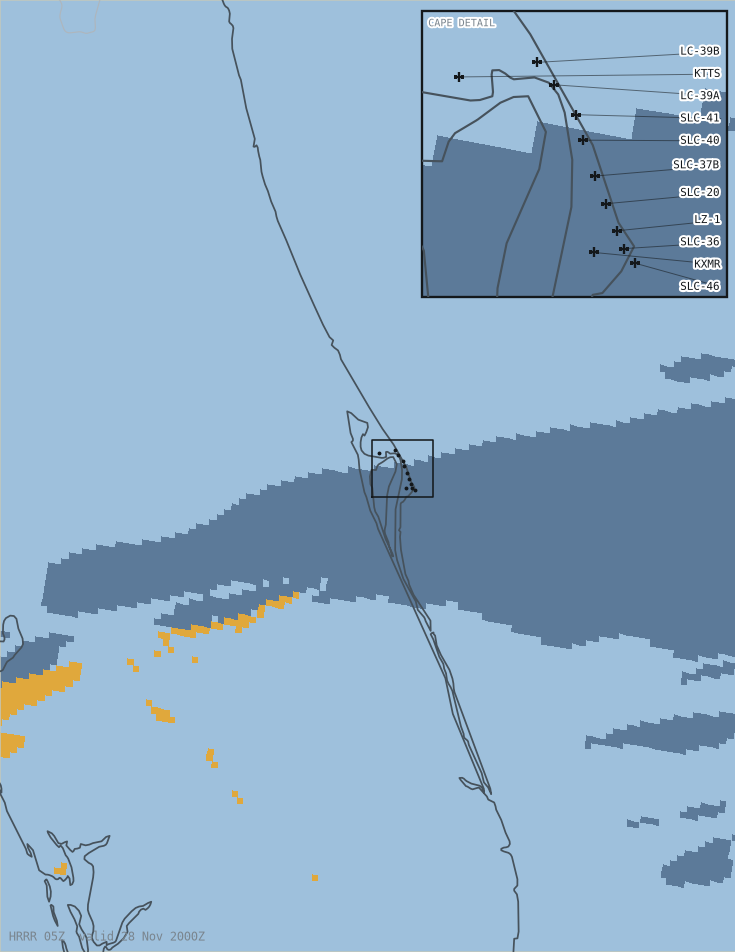 CAPE DETAIL
LC-39B
KTTS
LC-39A
SLC-41
SLC-40
SLC-37B
SLC-20
LZ-1
SLC-36
KXMR
SLC-46
HRRR 05Z valid 28 Nov 2000Z